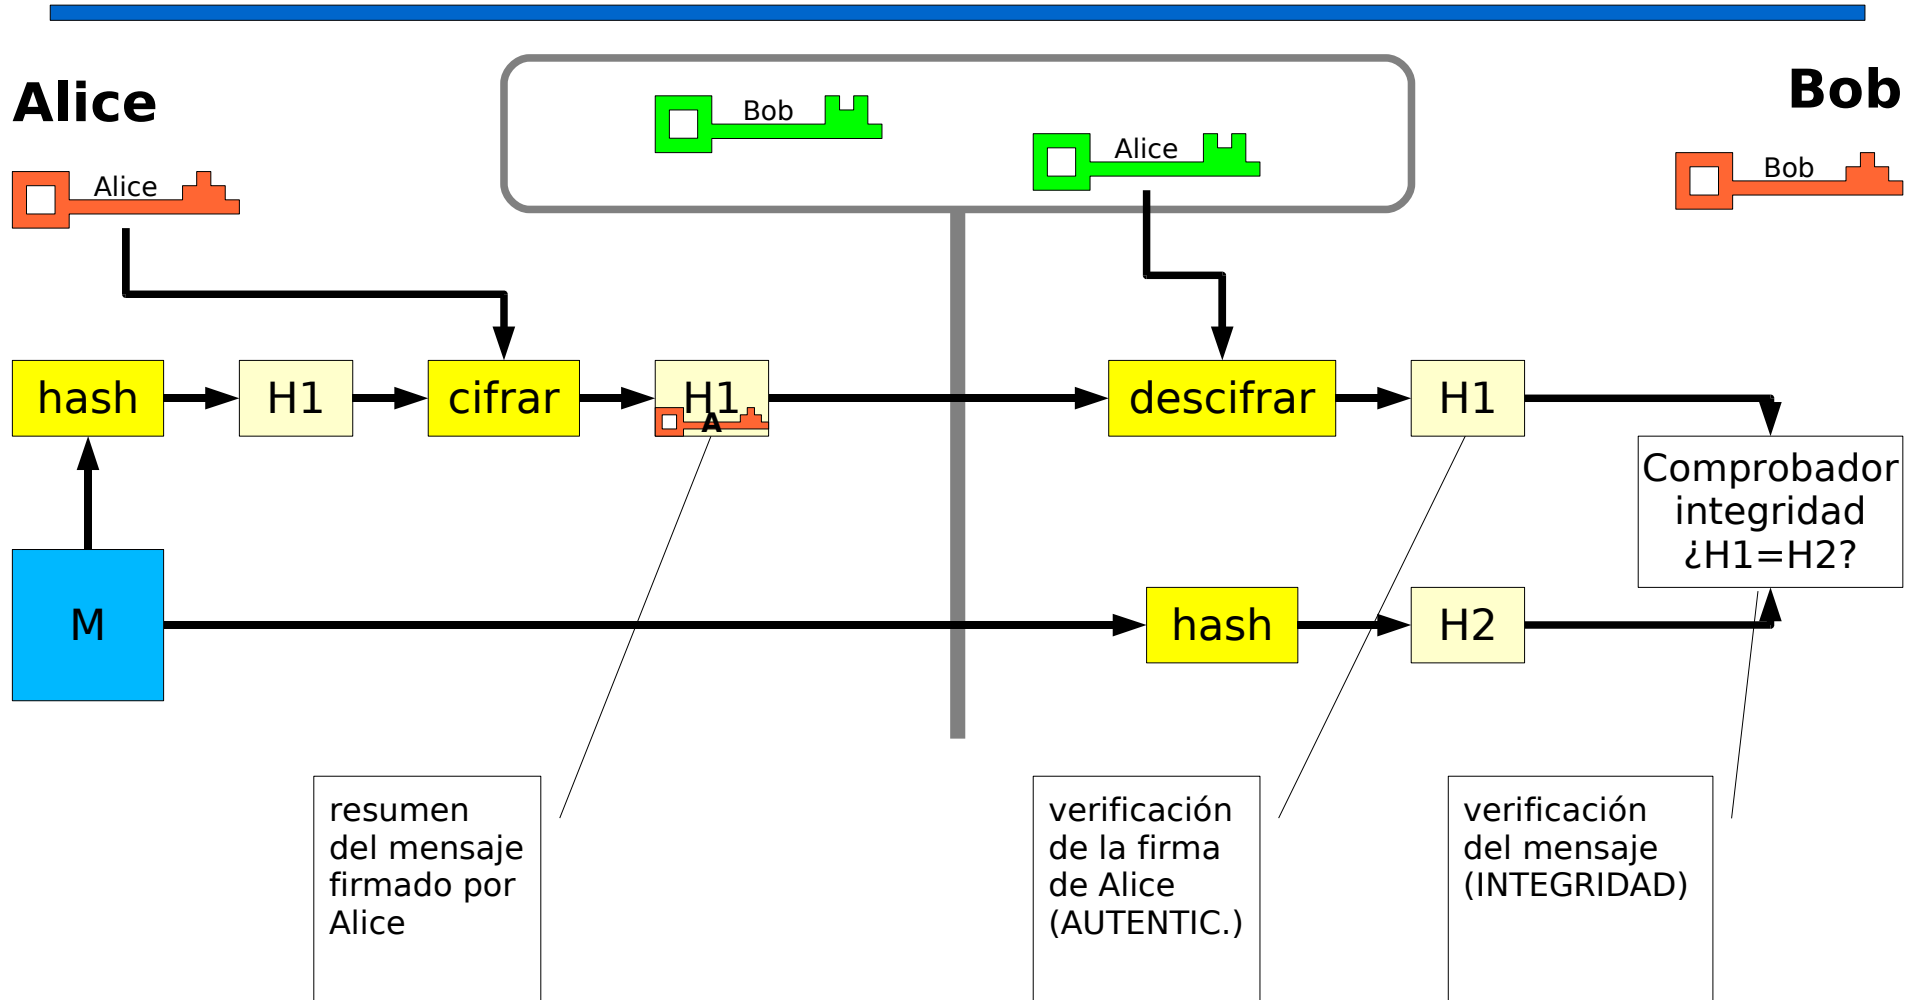 Alice
Bob
Bob
Alice
Alice
Bob
hash
H1
cifrar
H1
A
descifrar
H1
Comprobador
integridad
¿H1=H2?
M
hash
H2
resumen
del mensaje
firmado por
Alice
verificación
de la firma
de Alice
(AUTENTIC.)
verificación
del mensaje
(INTEGRIDAD)